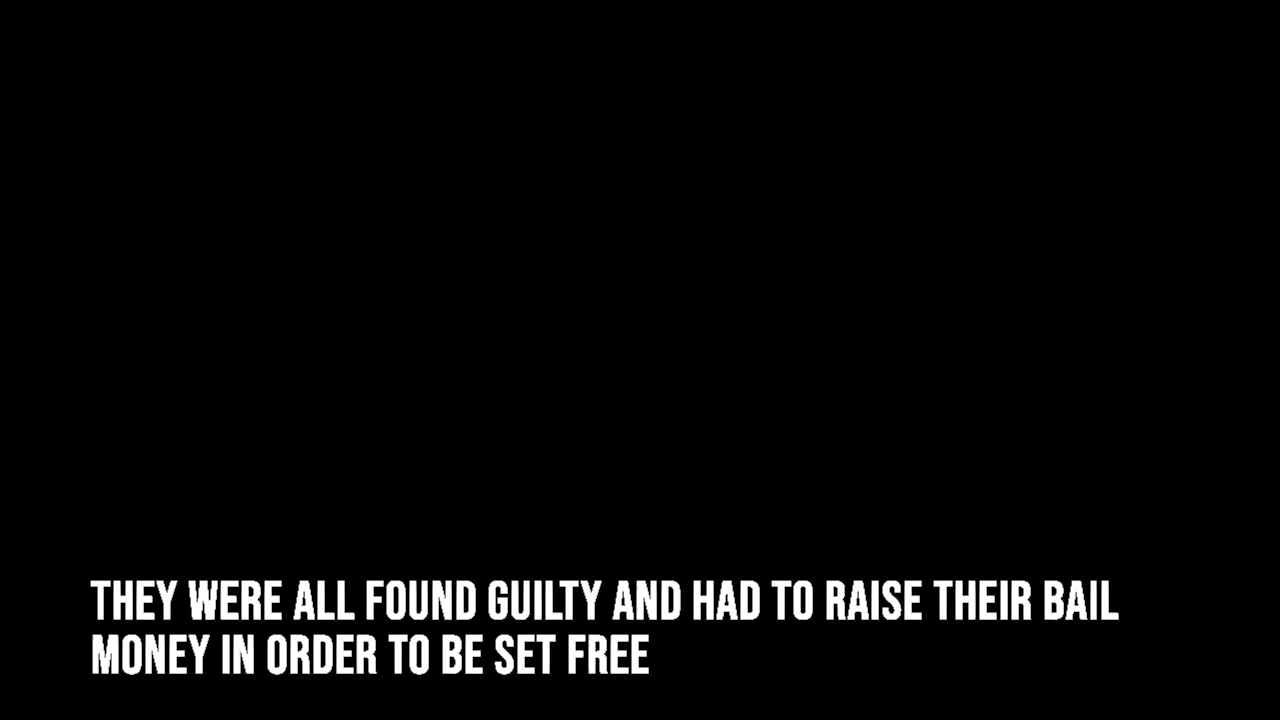 THEY WERE ALL FOUND GUILTY AND HAD TO RAISE THEIR BAIL
MONEY IN ORDER TO BE SET FREE